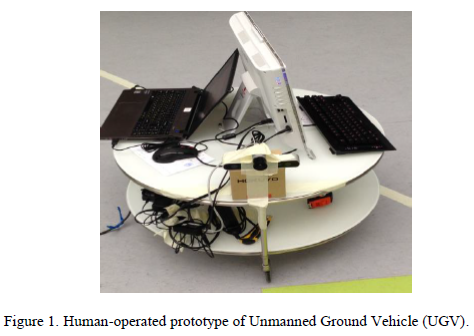 Figure 1. Human-operated prototype of Unmanned Ground Vehicle (UGV).